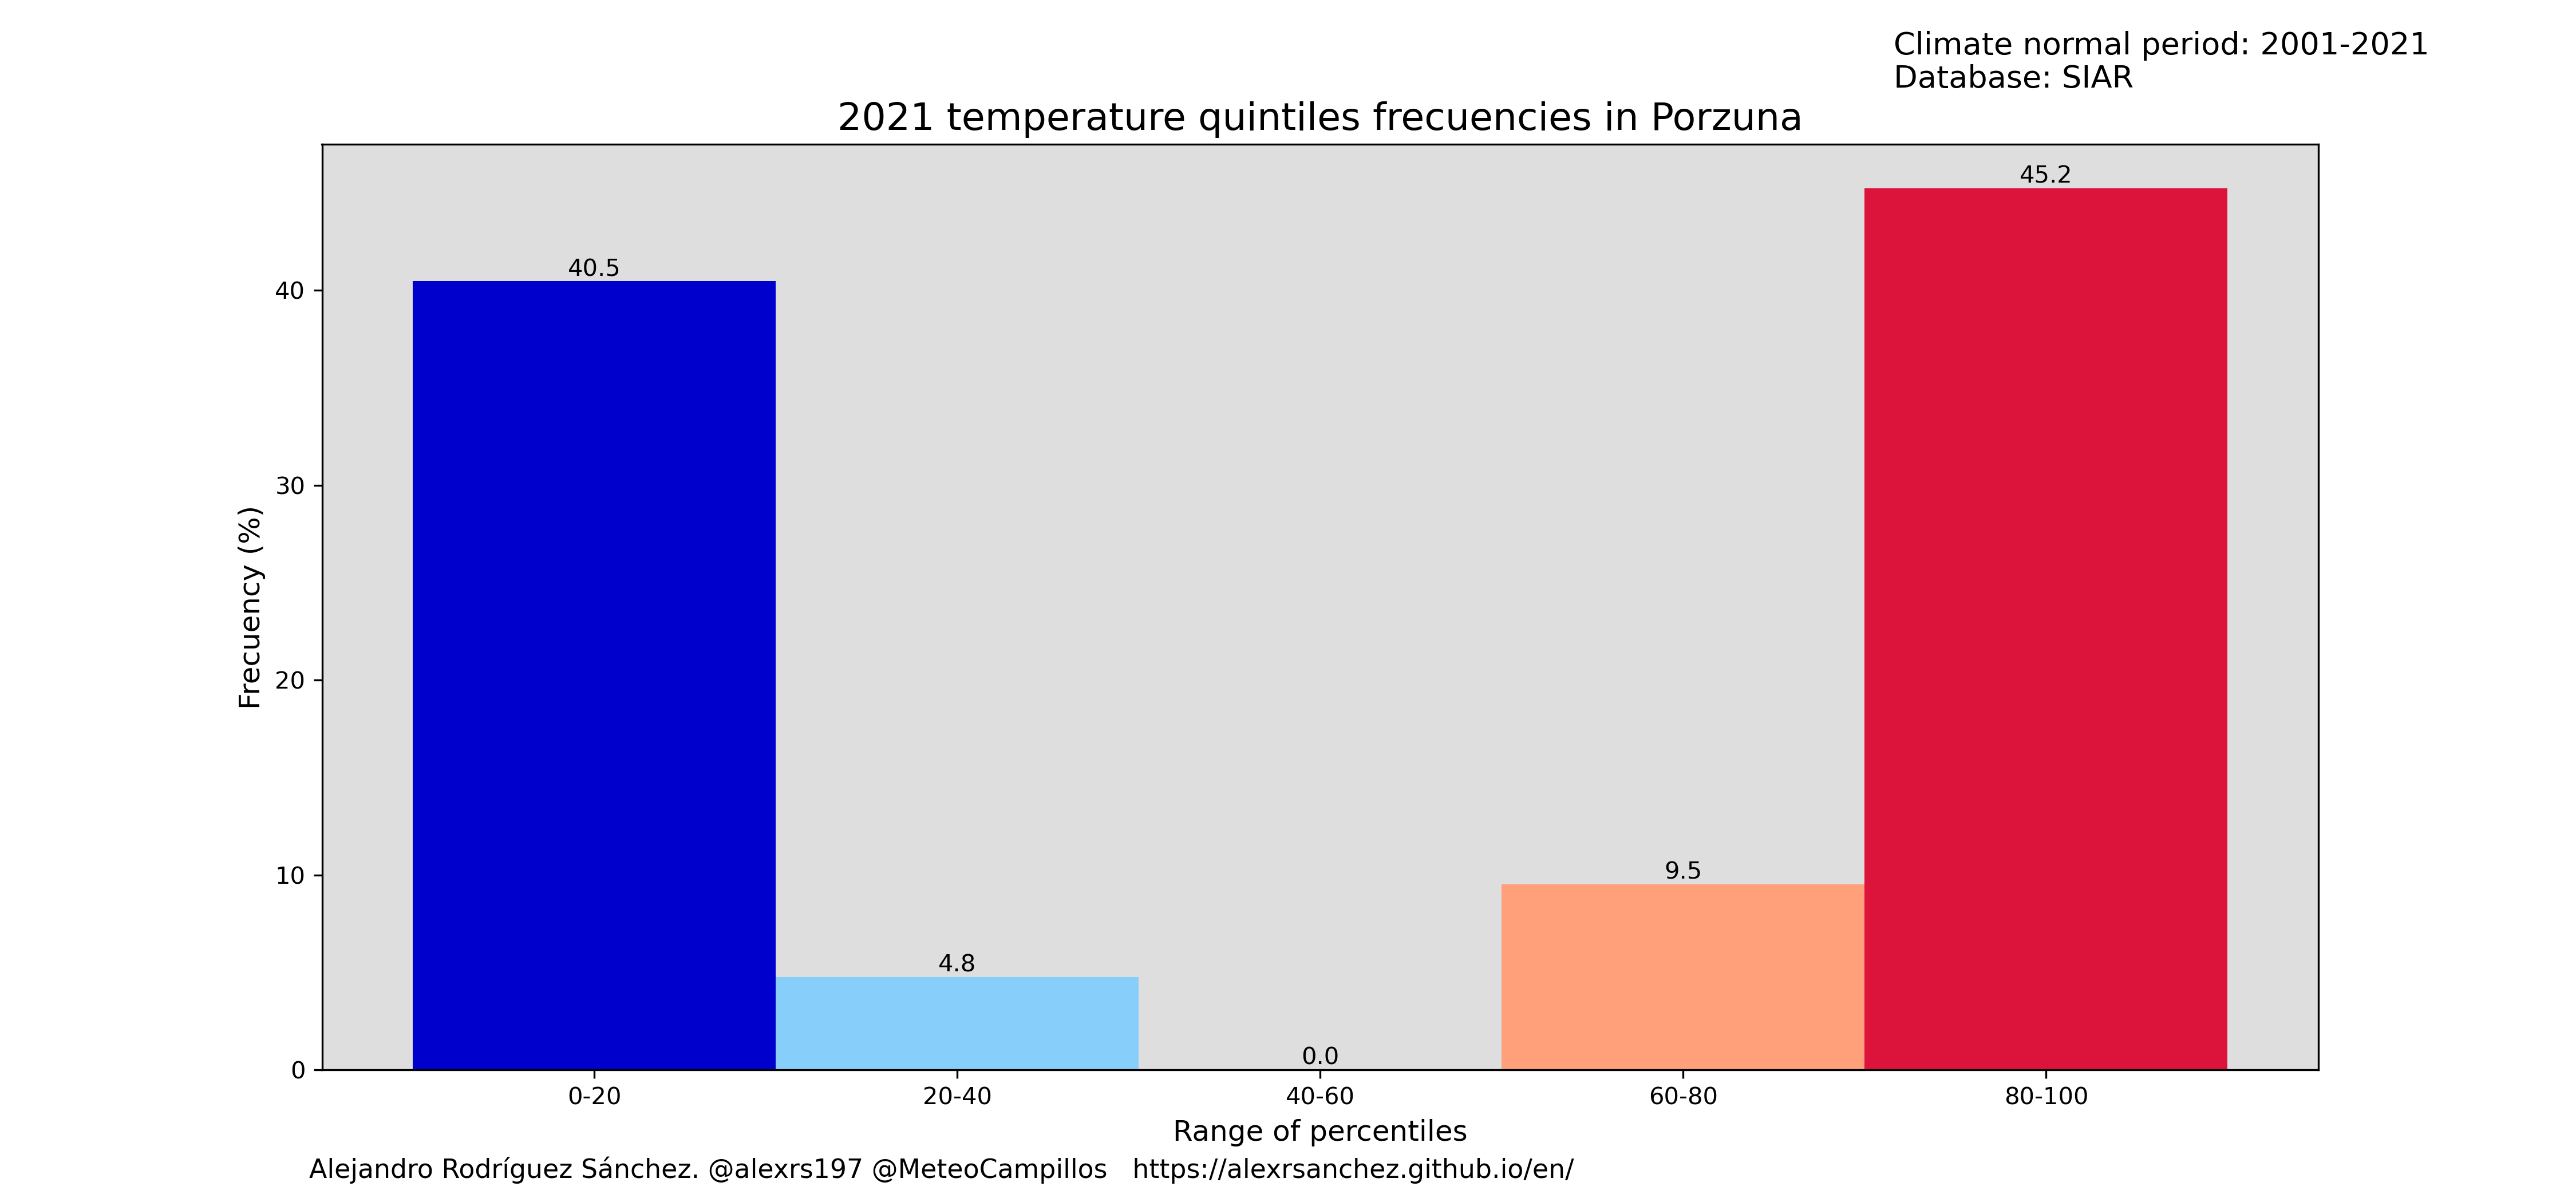 Climate normal period: 2001-2021
Database: SIAR
2021 temperature quintiles frecuencies in Porzuna
45.2
40.5
40
30
Frecuency (%)
20
10
9.5
4.8
0.0
0
0-20 20-40 40-60 60-80 80-100
Range of percentiles
Alejandro Rodríguez Sánchez. @alexrs197 @MeteoCampillos https://alexrsanchez.github.io/en/